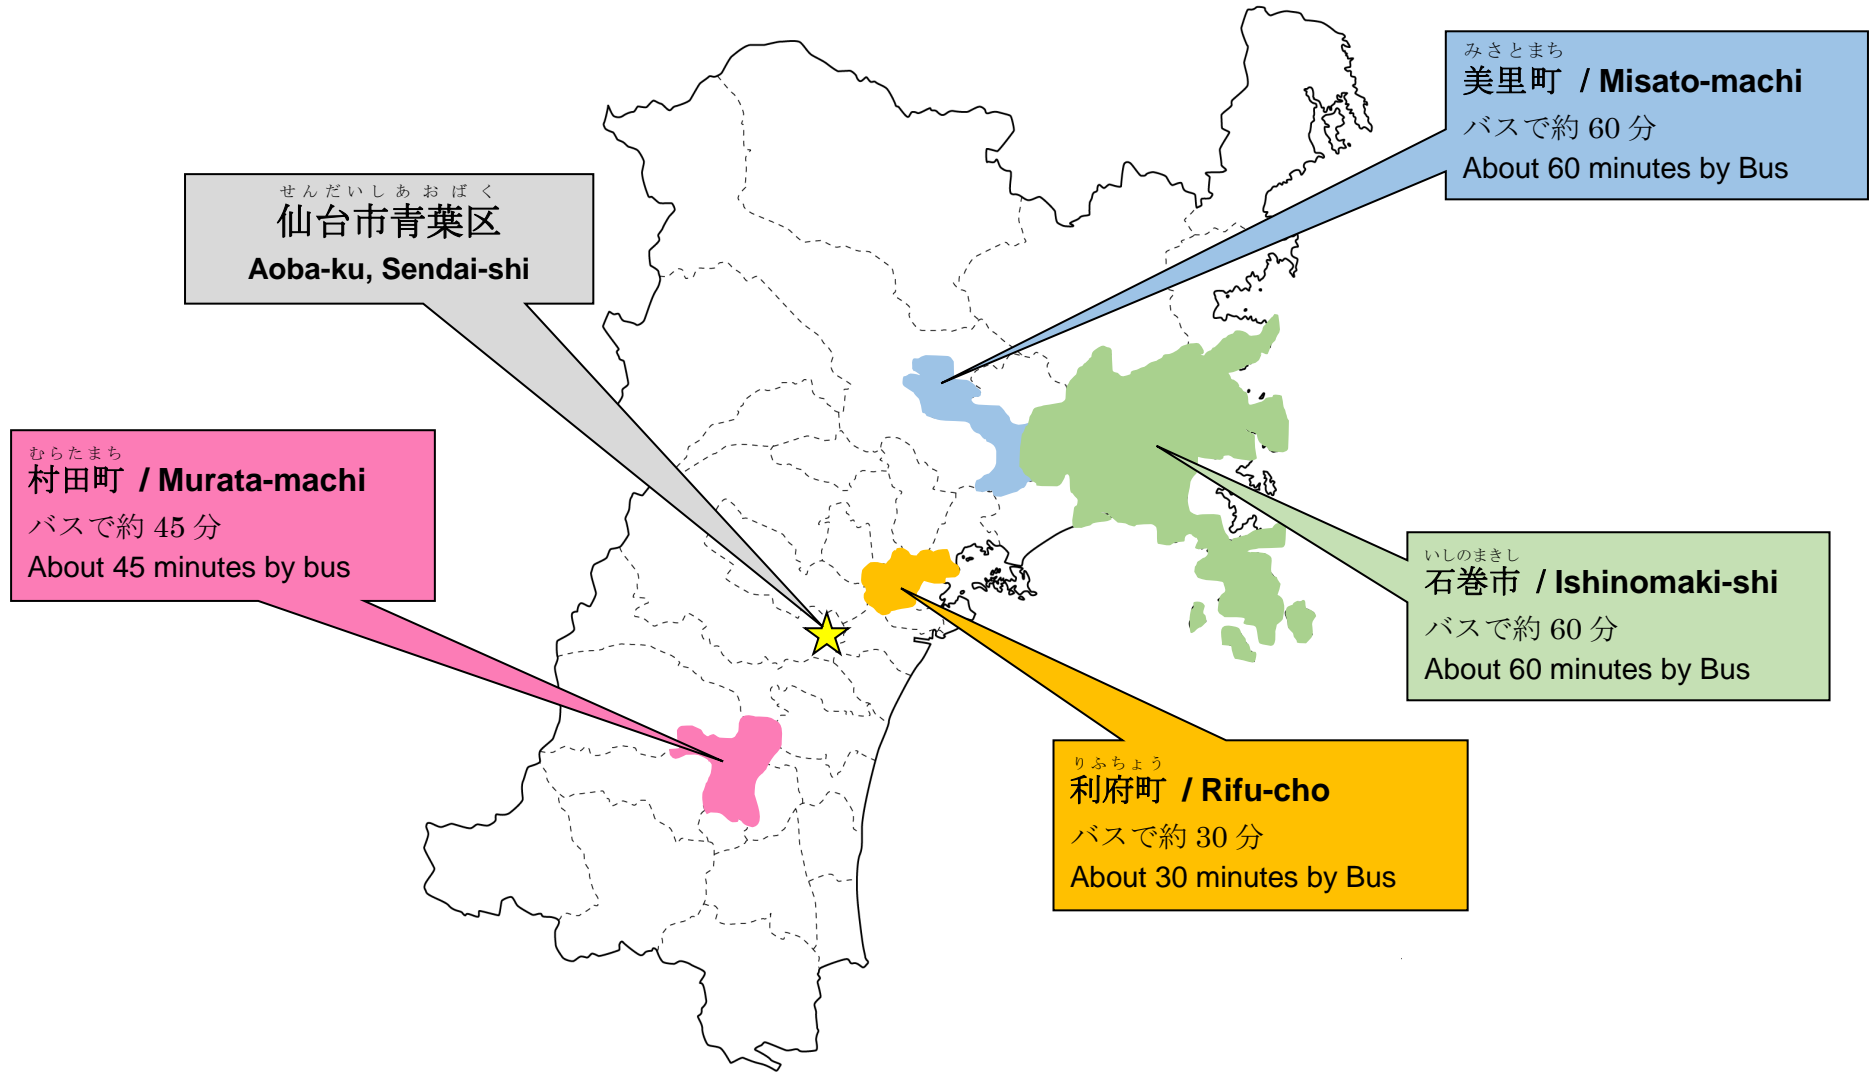 みさとまち
美里町 / Misato-machi
バスで約 60 分
About 60 minutes by Bus
せんだいしあおばく
仙台市青葉区
Aoba-ku, Sendai-shi
むらたまち
村田町 / Murata-machi
バスで約 45 分
About 45 minutes by bus
いしのまきし
石巻市 / Ishinomaki-shi
バスで約 60 分
About 60 minutes by Bus
りふちょう
利府町 / Rifu-cho
バスで約 30 分
About 30 minutes by Bus